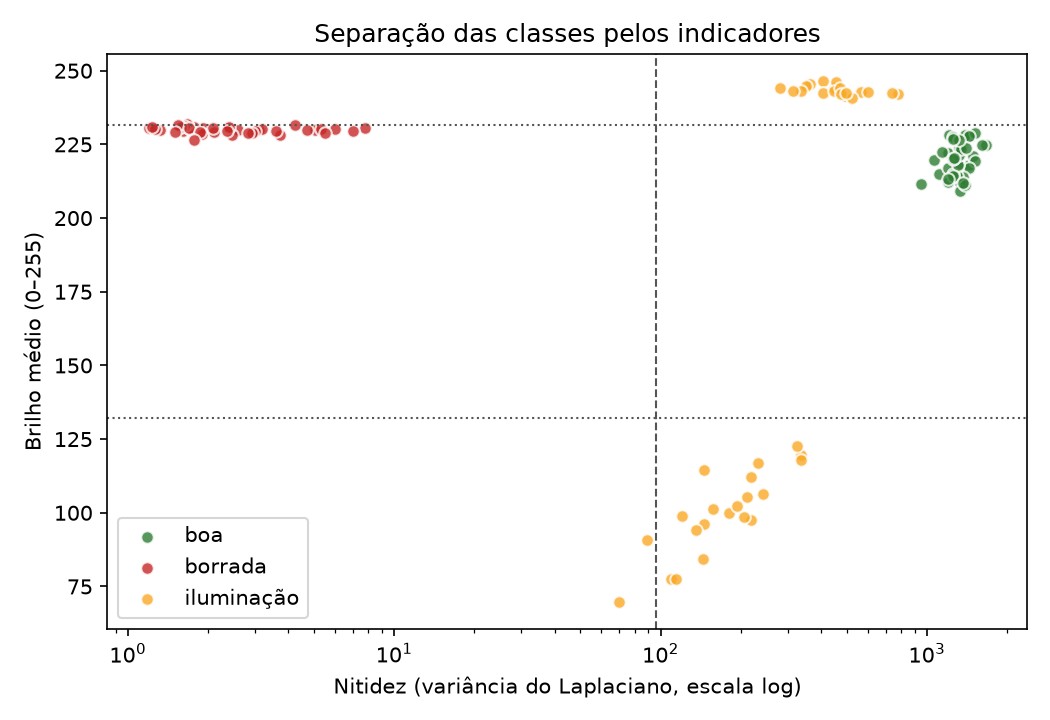 Separação das classes pelos indicadores
Brilho médio (0–255)
250
225
200
175
150
125
100
75
boa
borrada
iluminação
10⁰
10¹
10²
10³
Nitidez (variância do Laplaciano, escala log)